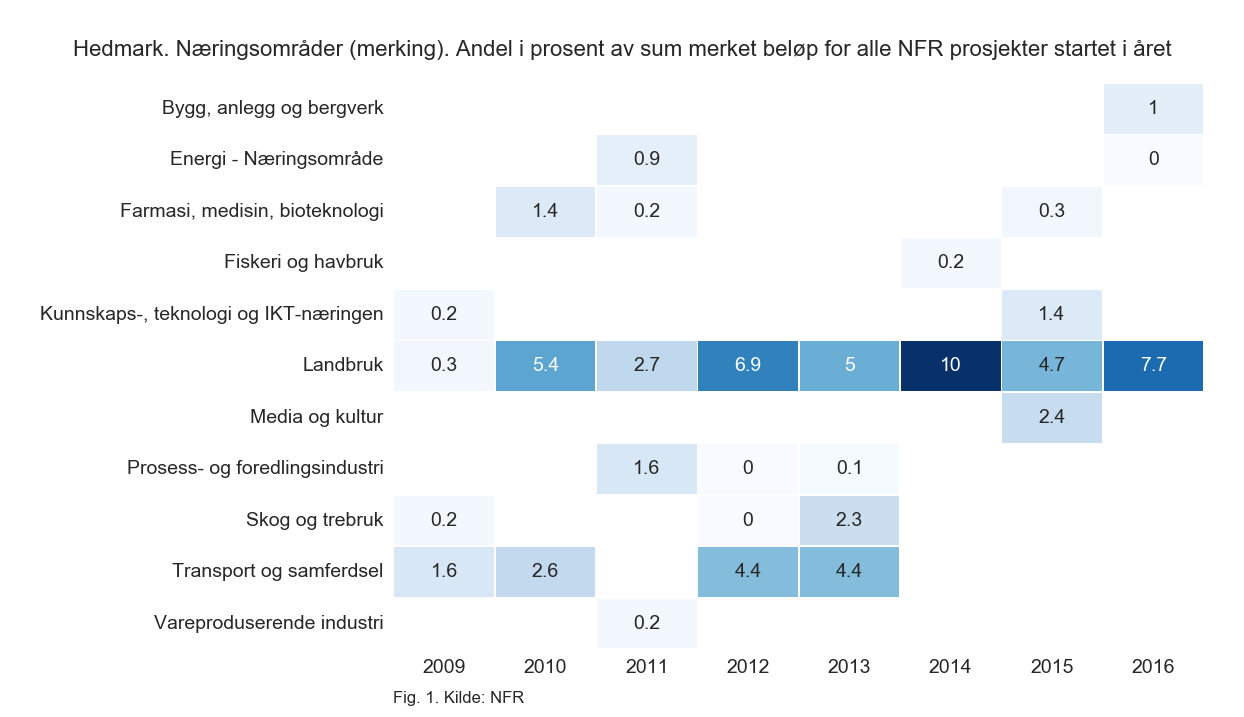 Hedmark. Næringsområder (merking). Andel i prosent av sum merket beløp for alle NFR prosjekter startet i året
Bygg, anlegg og bergverk 1
Energi - Næringsområde 0.9 0
Farmasi, medisin, bioteknologi 1.4 0.2 0.3
Fiskeri og havbruk 0.2
Kunnskaps-, teknologi og IKT-næringen 0.2 1.4
Landbruk 0.3 5.4 2.7 6.9 5 10 4.7 7.7
Media og kultur 2.4
Prosess- og foredlingsindustri 1.6 0 0.1
Skog og trebruk 0.2 0 2.3
Transport og samferdsel 1.6 2.6 4.4 4.4
Vareproduserende industri 0.2
2009 2010 2011 2012 2013 2014 2015 2016
Fig. 1. Kilde: NFR